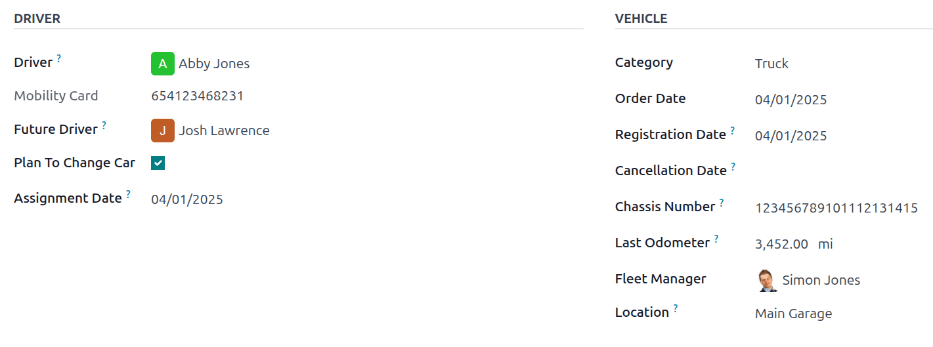 DRIVER
Driver ?
A Abby Jones
Mobility Card
654123468231
Future Driver ?
J Josh Lawrence
Plan To Change Car
Assignment Date ?
04/01/2025
VEHICLE
Category
Truck
Order Date
04/01/2025
Registration Date ?
04/01/2025
Cancellation Date ?
Chassis Number ?
123456789101112131415
Last Odometer ?
3,452.00 mi
Fleet Manager
Simon Jones
Location ?
Main Garage